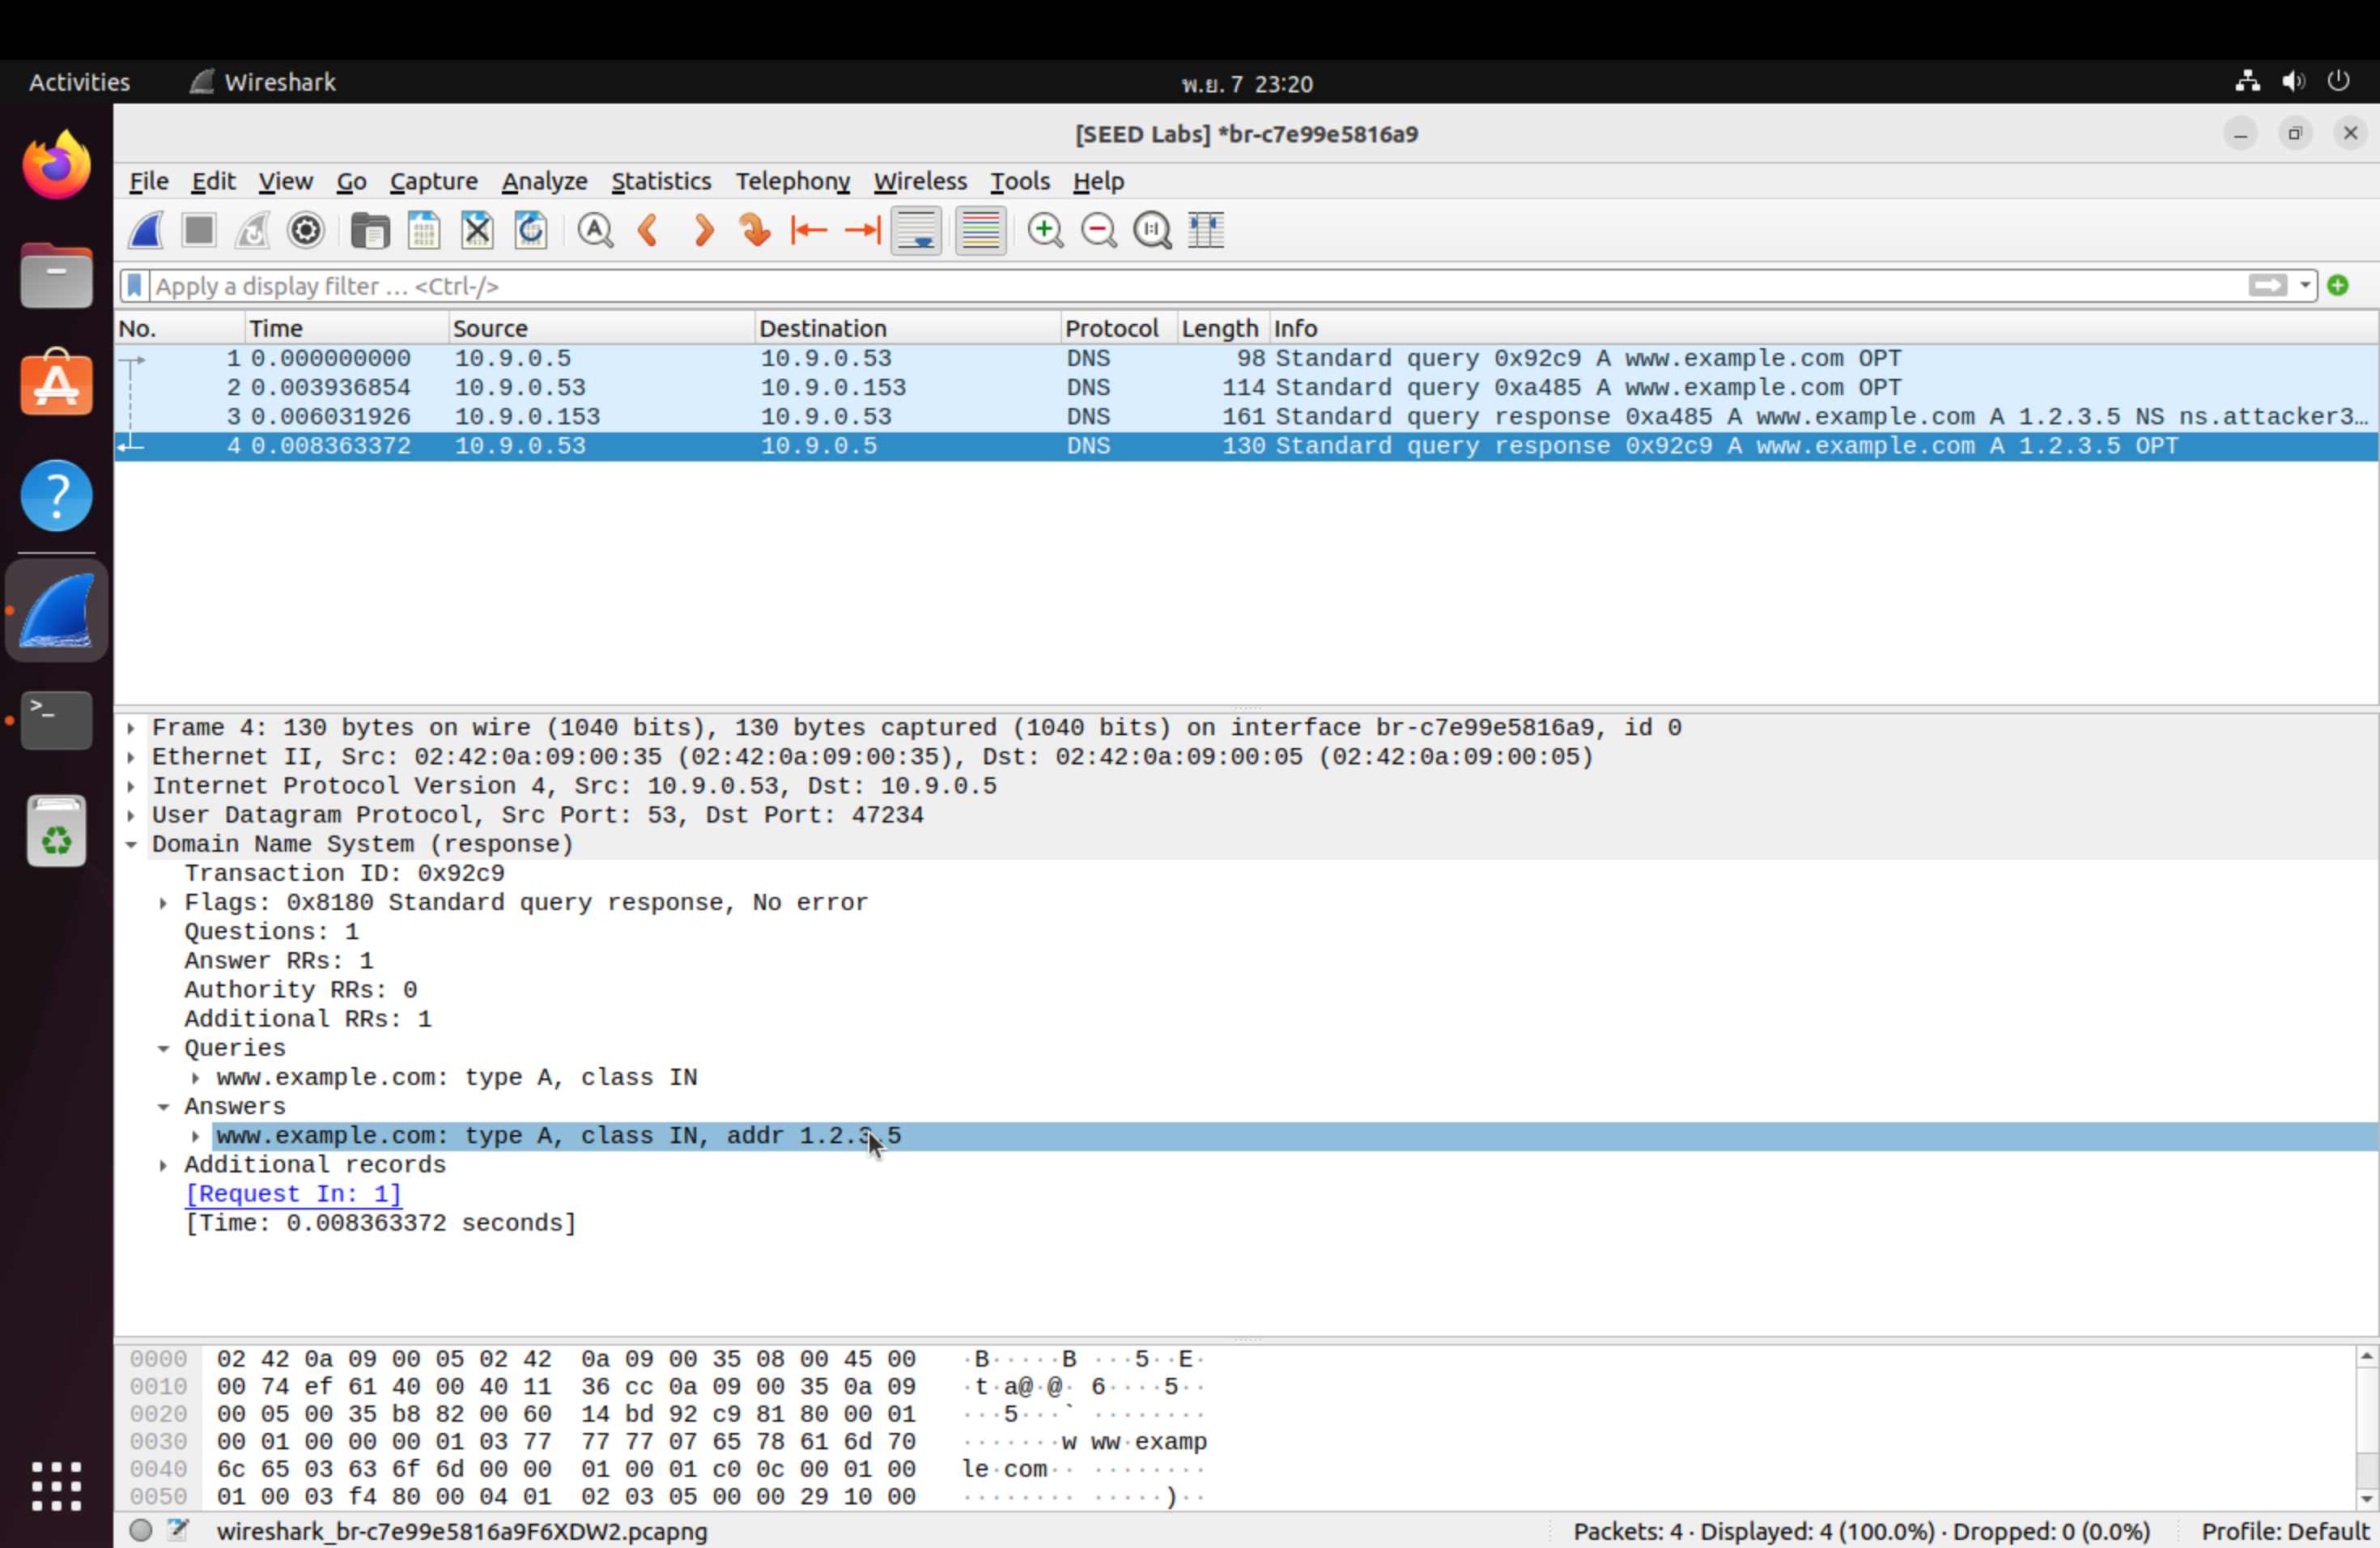 Activities Wireshark พ.ย. 7 23:20
[SEED Labs] *br-c7e99e5816a9
File Edit View Go Capture Analyze Statistics Telephony Wireless Tools Help
Apply a display filter … <Ctrl-/>
No. Time Source Destination Protocol Length Info
1 0.000000000 10.9.0.5 10.9.0.53 DNS 98 Standard query 0x92c9 A www.example.com OPT
2 0.003936854 10.9.0.53 10.9.0.153 DNS 114 Standard query 0xa485 A www.example.com OPT
3 0.006031926 10.9.0.153 10.9.0.53 DNS 161 Standard query response 0xa485 A www.example.com A 1.2.3.5 NS ns.attacker3…
4 0.008363372 10.9.0.53 10.9.0.5 DNS 130 Standard query response 0x92c9 A www.example.com A 1.2.3.5 OPT
Frame 4: 130 bytes on wire (1040 bits), 130 bytes captured (1040 bits) on interface br-c7e99e5816a9, id 0
Ethernet II, Src: 02:42:0a:09:00:35 (02:42:0a:09:00:35), Dst: 02:42:0a:09:00:05 (02:42:0a:09:00:05)
Internet Protocol Version 4, Src: 10.9.0.53, Dst: 10.9.0.5
User Datagram Protocol, Src Port: 53, Dst Port: 47234
Domain Name System (response)
Transaction ID: 0x92c9
Flags: 0x8180 Standard query response, No error
Questions: 1
Answer RRs: 1
Authority RRs: 0
Additional RRs: 1
Queries
www.example.com: type A, class IN
Answers
www.example.com: type A, class IN, addr 1.2.3.5
Additional records
[Request In: 1]
[Time: 0.008363372 seconds]
0000 02 42 0a 09 00 05 02 42 0a 09 00 35 08 00 45 00 ·B·····B ···5··E·
0010 00 74 ef 61 40 00 40 11 36 cc 0a 09 00 35 0a 09 ·t·a@·@· 6····5··
0020 00 05 00 35 b8 82 00 60 14 bd 92 c9 81 80 00 01 ···5···` ········
0030 00 01 00 00 00 01 03 77 77 77 07 65 78 61 6d 70 ·······w ww·examp
0040 6c 65 03 63 6f 6d 00 00 01 00 01 c0 0c 00 01 00 le·com·· ········
0050 01 00 03 f4 80 00 04 01 02 03 05 00 00 29 10 00 ········ ·····)··
wireshark_br-c7e99e5816a9F6XDW2.pcapng Packets: 4 · Displayed: 4 (100.0%) · Dropped: 0 (0.0%) Profile: Default